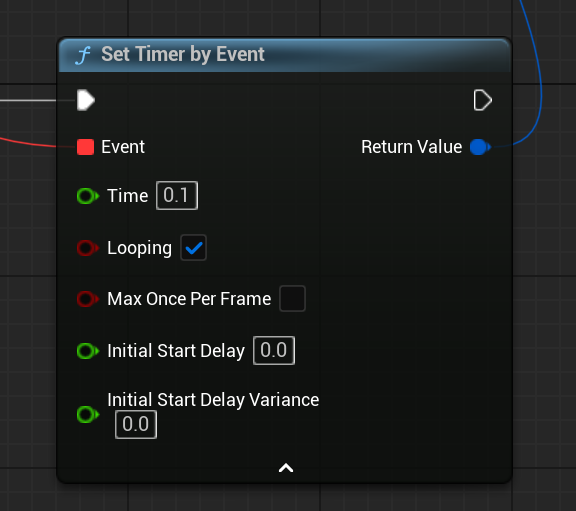 Set Timer by Event
Event
Return Value
Time 0.1
Looping
Max Once Per Frame
Initial Start Delay 0.0
Initial Start Delay Variance
0.0